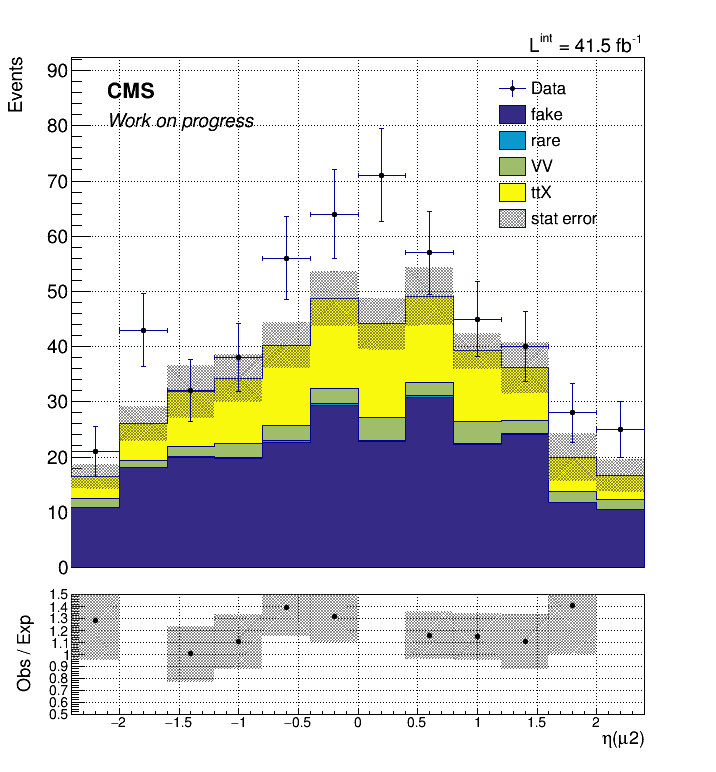 L^int = 41.5 fb^-1
Events
90
80
70
60
50
40
30
20
10
0
CMS
Work on progress
Data
fake
rare
VV
ttX
stat error
Obs / Exp
1.5
1.4
1.3
1.2
1.1
1
0.9
0.8
0.7
0.6
0.5
−2 −1.5 −1 −0.5 0 0.5 1 1.5 2
η(μ2)